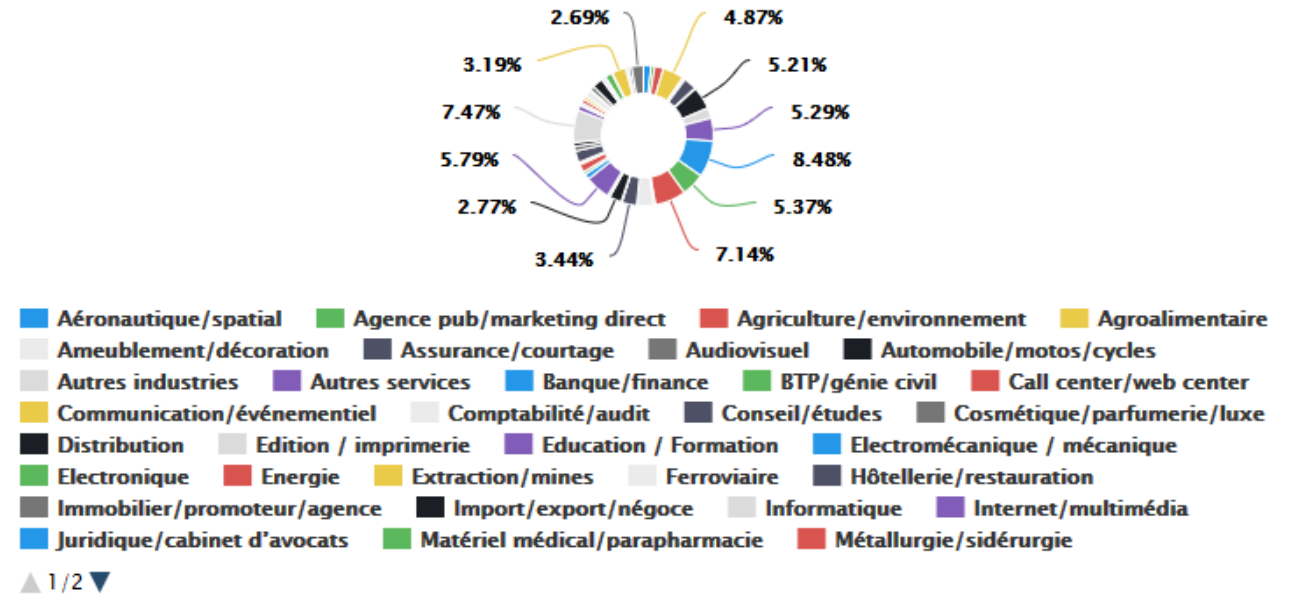 2.69% 4.87%
3.19% 5.21%
7.47% 5.29%
5.79% 8.48%
2.77% 5.37%
3.44% 7.14%
Aéronautique/spatial Agence pub/marketing direct Agriculture/environnement Agroalimentaire
Ameublement/décoration Assurance/courtage Audiovisuel Automobile/motos/cycles
Autres industries Autres services Banque/finance BTP/génie civil Call center/web center
Communication/événementiel Comptabilité/audit Conseil/études Cosmétique/parfumerie/luxe
Distribution Edition / imprimerie Education / Formation Electromécanique / mécanique
Electronique Energie Extraction/mines Ferroviaire Hôtellerie/restauration
Immobilier/promoteur/agence Import/export/négoce Informatique Internet/multimédia
Juridique/cabinet d'avocats Matériel médical/parapharmacie Métallurgie/sidérurgie
1/2